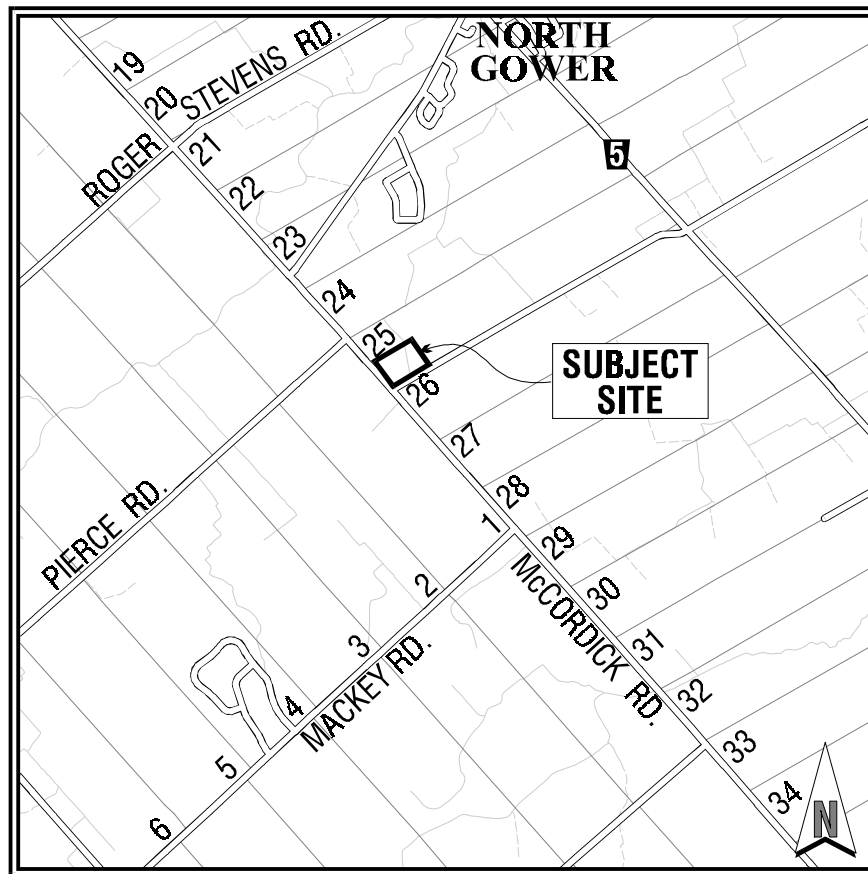 NORTH
GOWER
19
20
ROGER STEVENS RD.
21
22
5
23
24
25
SUBJECT
SITE
26
27
28
PIERCE RD.
1
29
2
McCORDICK RD.
30
3
31
MACKEY RD.
32
4
33
5
34
6
N